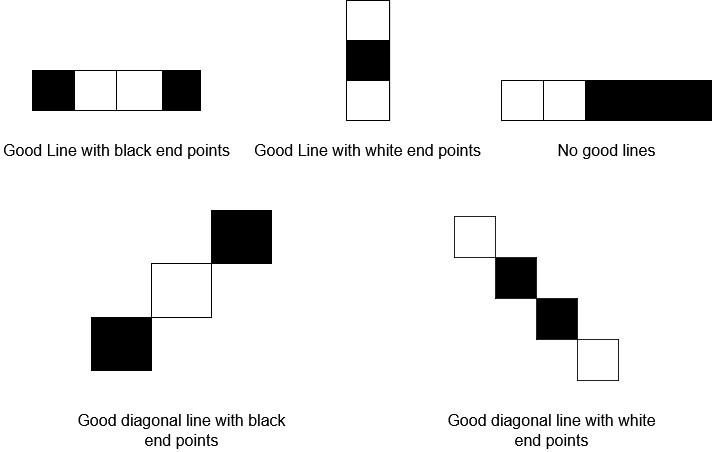 Good Line with black end points
Good Line with white end points
No good lines
Good diagonal line with black
end points
Good diagonal line with white
end points